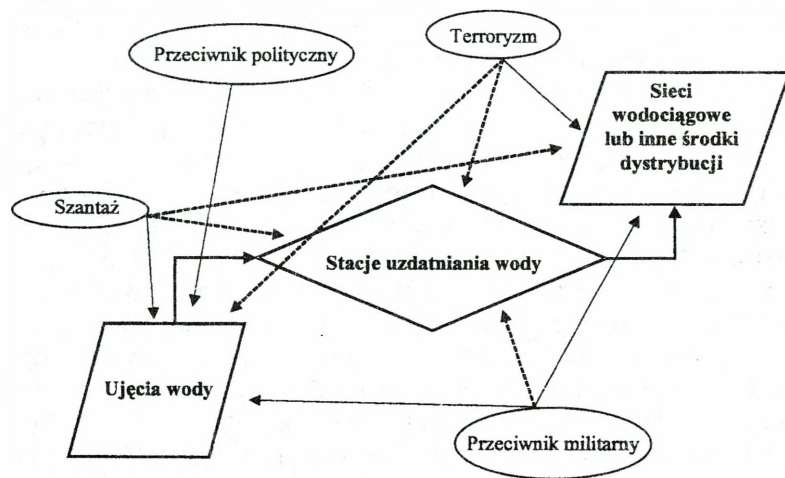 Przeciwnik polityczny
Terroryzm
Sieci
wodociągowe
lub inne środki
dystrybucji
Szantaż
Stacje uzdatniania wody
Ujęcia wody
Przeciwnik militarny